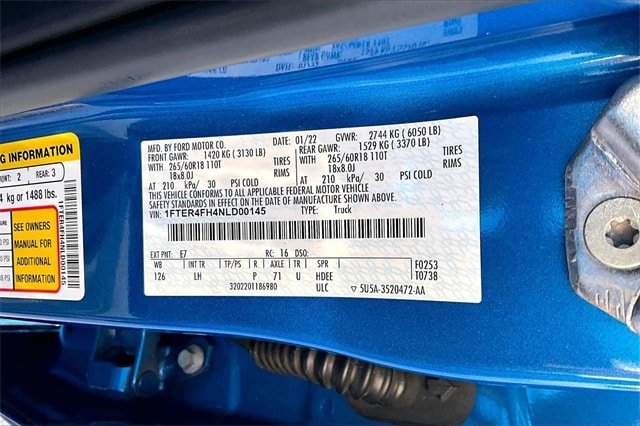 NG INFORMATION
FRONT: 2 REAR: 3
4 kg or 1488 lbs.
SEE OWNERS
MANUAL
FOR
ADDITIONAL
INFORMATION
1FTER4FH4NLD00145
MFD. BY FORD MOTOR CO.
DATE: 01/22 GVWR: 2744 KG ( 6050 LB)
FRONT GAWR: 1420 KG ( 3130 LB) REAR GAWR: 1529 KG ( 3370 LB)
WITH 265/60R18 110T TIRES WITH 265/60R18 110T TIRES
18x8.0J RIMS 18x8.0J RIMS
AT 210 kPa/ 30 PSI COLD AT 210 kPa/ 30 PSI COLD
THIS VEHICLE CONFORMS TO ALL APPLICABLE FEDERAL MOTOR VEHICLE
SAFETY STANDARDS IN EFFECT ON THE DATE OF MANUFACTURE SHOWN ABOVE.
VIN: 1FTER4FH4NLD00145 TYPE: Truck
EXT PNT: E7 RC: 16 DSO:
WB INT TR TP/PS R AXLE TR SPR F0253
126 LH P 71 U HDEE T0738
3202201186980 ULC ▽ 5U5A-3520472-AA